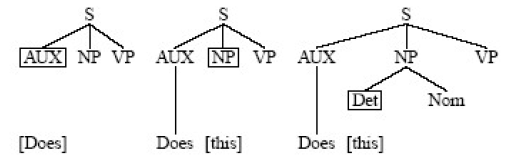 S S S
AUX NP VP AUX NP VP AUX NP VP
Det Nom
[Does] Does [this] Does [this]